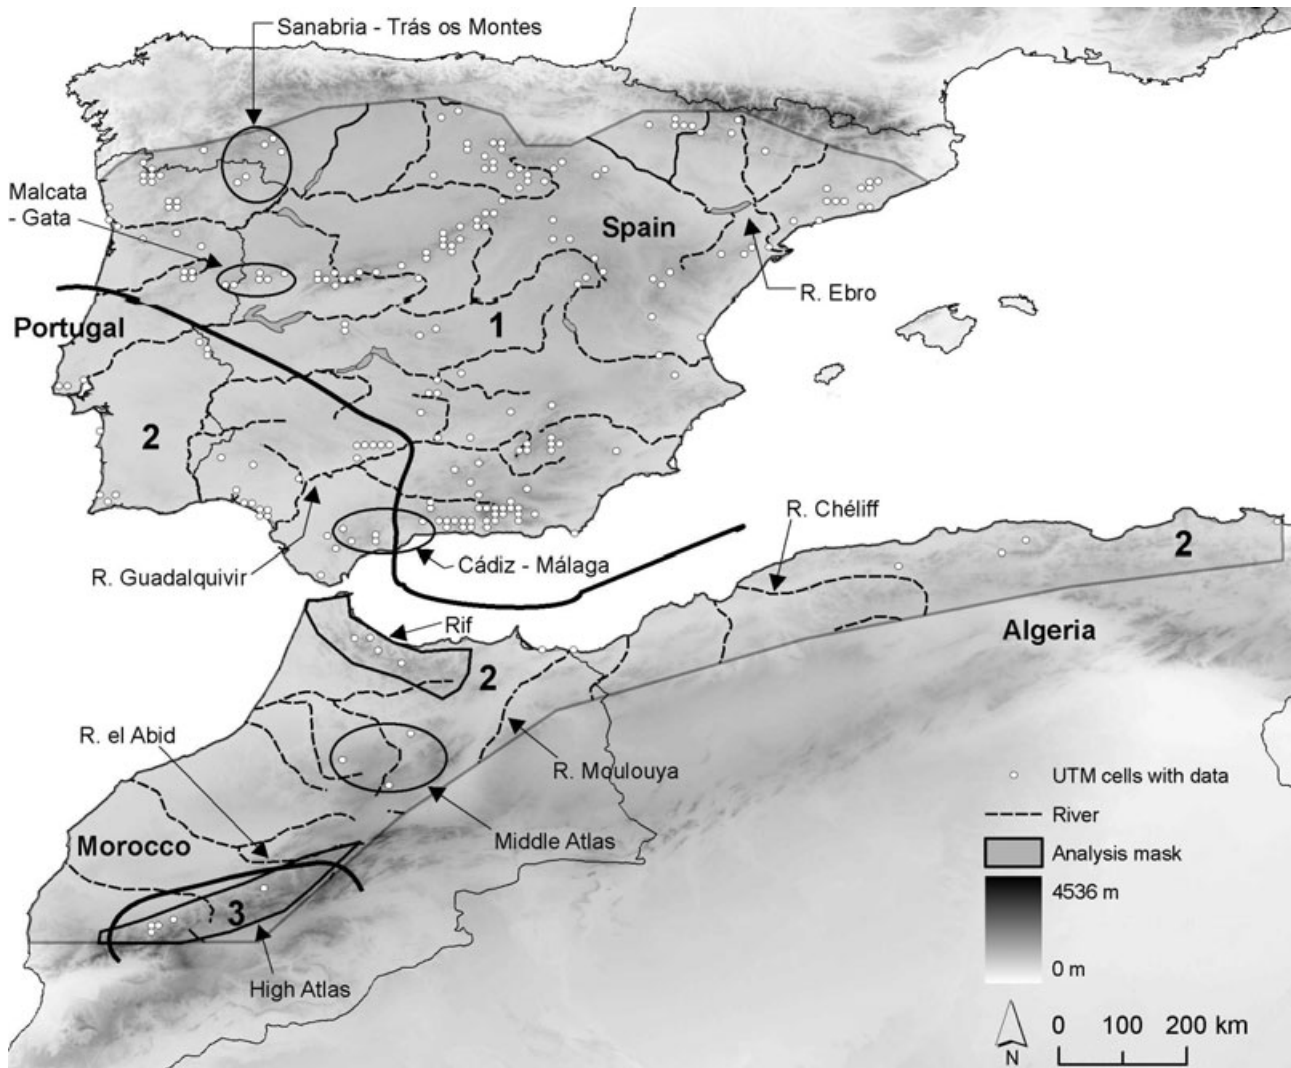 Sanabria - Trás os Montes
Malcata
- Gata
Spain
R. Ebro
Portugal
1
2
R. Chéliff
R. Guadalquivir
Cádiz - Málaga
2
Rif
Algeria
2
R. el Abid
R. Moulouya
UTM cells with data
River
Middle Atlas
Morocco
Analysis mask
4536 m
3
0 m
High Atlas
N
0 100 200 km